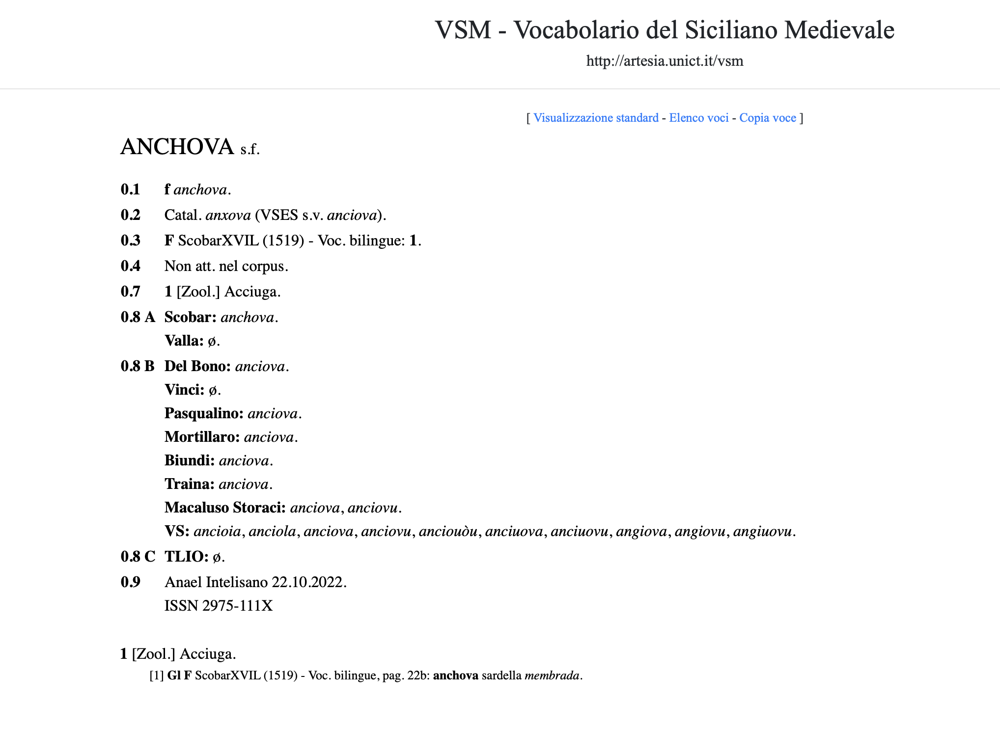 VSM - Vocabolario del Siciliano Medievale
http://artesia.unict.it/vsm
[ Visualizzazione standard - Elenco voci - Copia voce ]
ANCHOVA s.f.
0.1 f anchova.
0.2 Catal. anxova (VSES s.v. anciova).
0.3 F ScobarXVIL (1519) - Voc. bilingue: 1.
0.4 Non att. nel corpus.
0.7 1 [Zool.] Acciuga.
0.8 A Scobar: anchova.
Valla: ø.
0.8 B Del Bono: anciova.
Vinci: ø.
Pasqualino: anciova.
Mortillaro: anciova.
Biundi: anciova.
Traina: anciova.
Macaluso Storaci: anciova, anciovu.
VS: ancioia, anciola, anciova, anciovu, anciouòu, anciuova, anciuovu, angiova, angiovu, angiuovu.
0.8 C TLIO: ø.
0.9 Anael Intelisano 22.10.2022.
ISSN 2975-111X
1 [Zool.] Acciuga.
[1] Gl F ScobarXVIL (1519) - Voc. bilingue, pag. 22b: anchova sardella membrada.